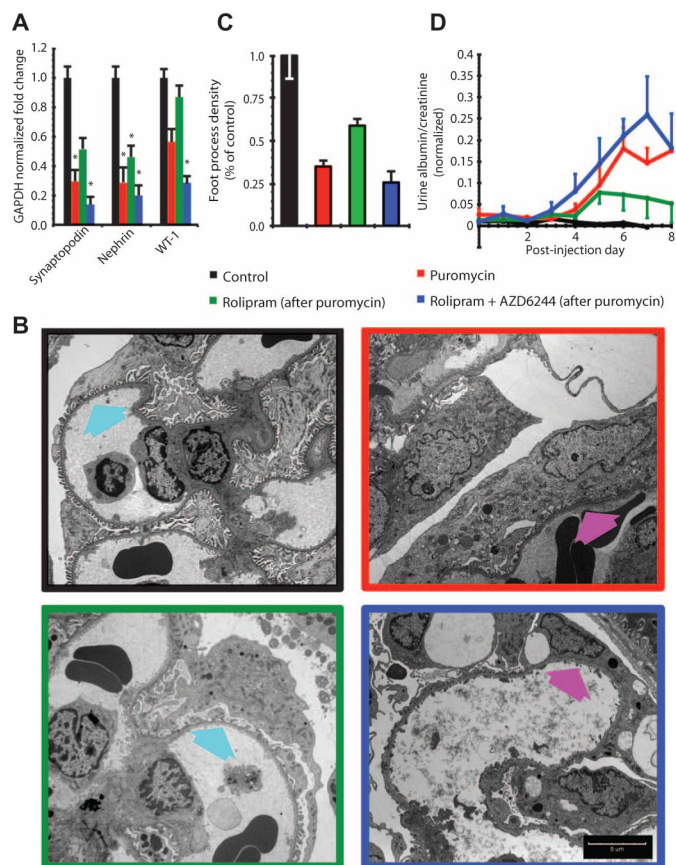 A
GAPDH normalized fold change
1.2
1.0
0.8
0.6
0.4
0.2
0.0
* * * * * *
Synaptopodin
Nephrin
WT-1
C
Foot process density
(% of control)
1.0
0.75
0.50
0.25
0.0
D
Urine albumin/creatinine
(normalized)
0.4
0.35
0.3
0.25
0.2
0.15
0.1
0.05
0
2 4 6 8
Post-injection day
Control
Puromycin
Rolipram (after puromycin)
Rolipram + AZD6244 (after puromycin)
B
5 um